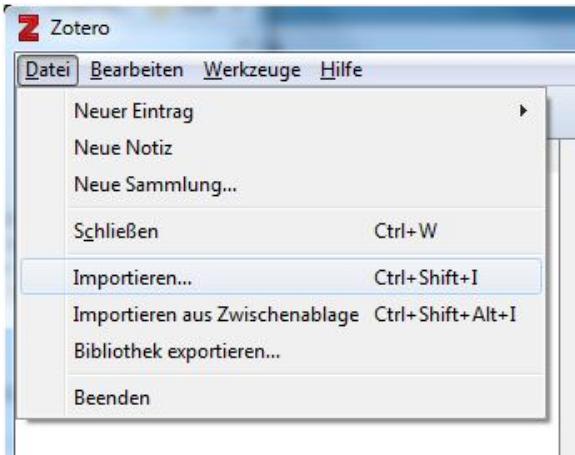 Zotero
Datei Bearbeiten Werkzeuge Hilfe
Neuer Eintrag
Neue Notiz
Neue Sammlung...
Schließen Ctrl+W
Importieren... Ctrl+Shift+I
Importieren aus Zwischenablage Ctrl+Shift+Alt+I
Bibliothek exportieren...
Beenden